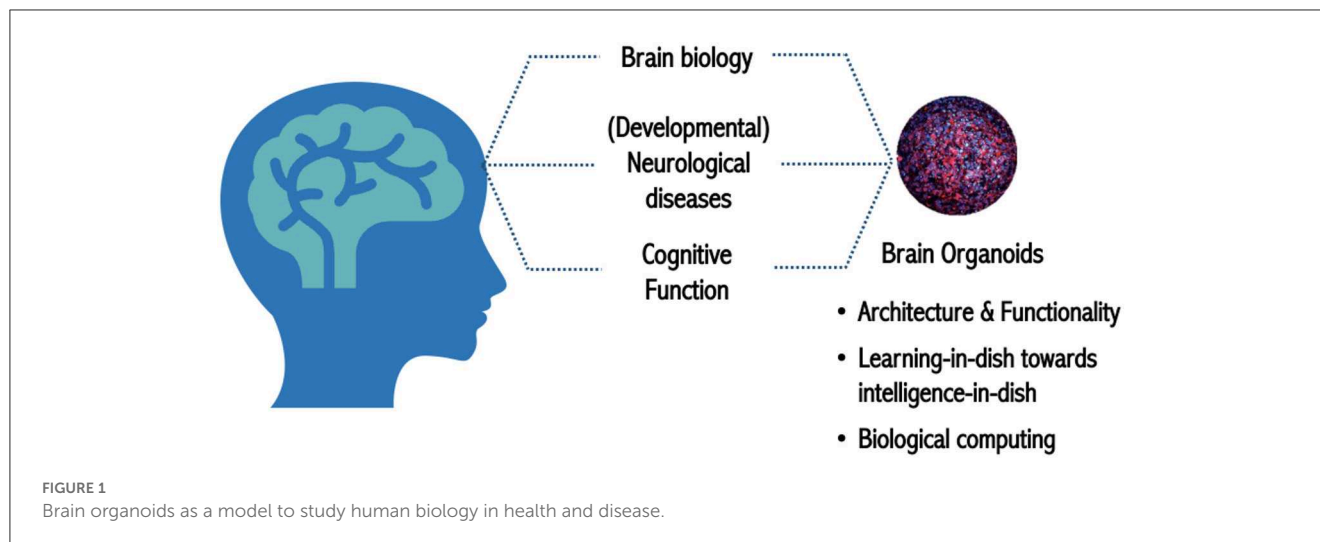 Brain biology
(Developmental)
Neurological
diseases
Cognitive
Function
Brain Organoids
• Architecture & Functionality
• Learning-in-dish towards
intelligence-in-dish
• Biological computing
FIGURE 1
Brain organoids as a model to study human biology in health and disease.